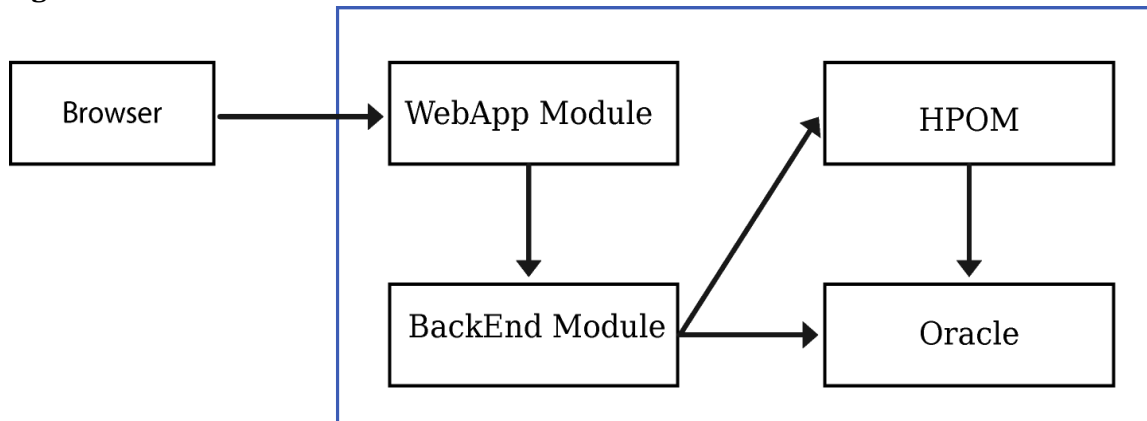 Browser
WebApp Module
HPOM
BackEnd Module
Oracle